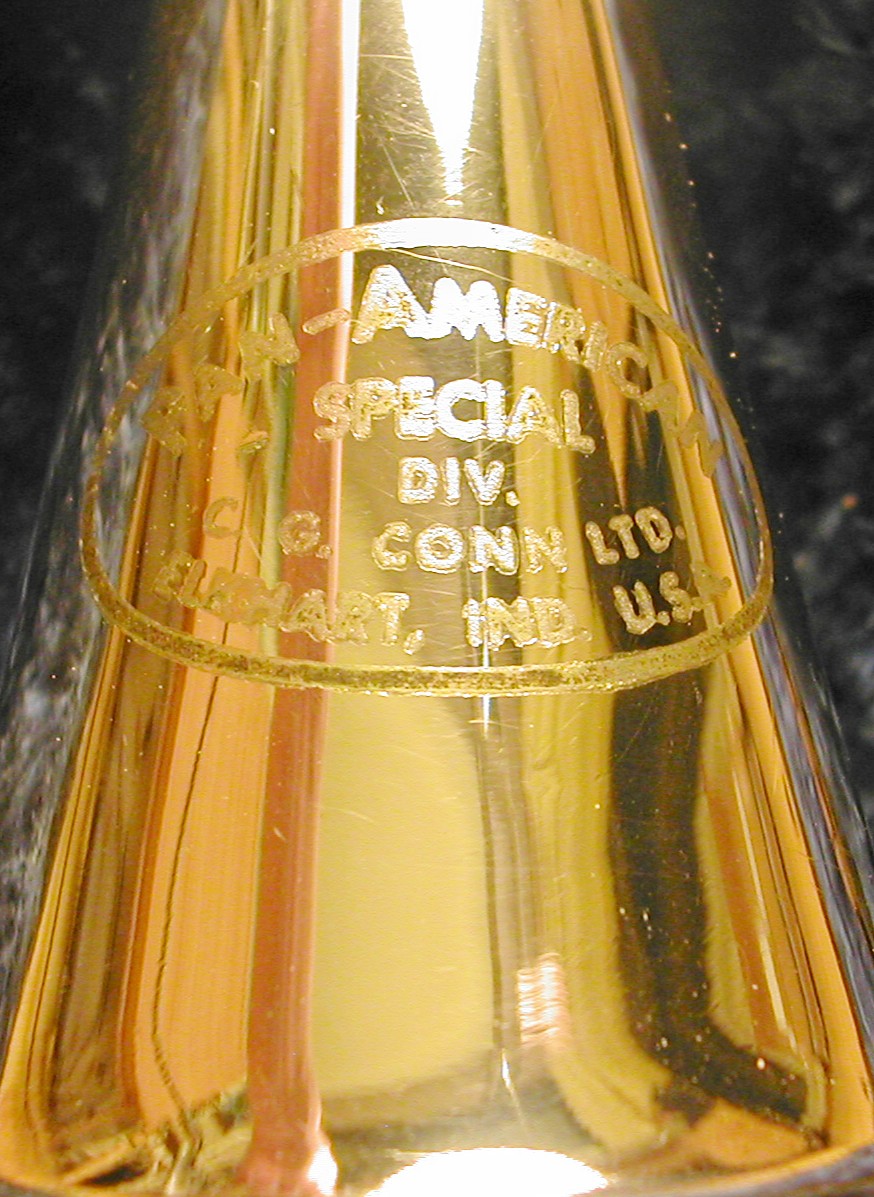 PAN-AMERICAN
SPECIAL
DIV.
C. G. CONN LTD.
ELKHART, IND. U.S.A.